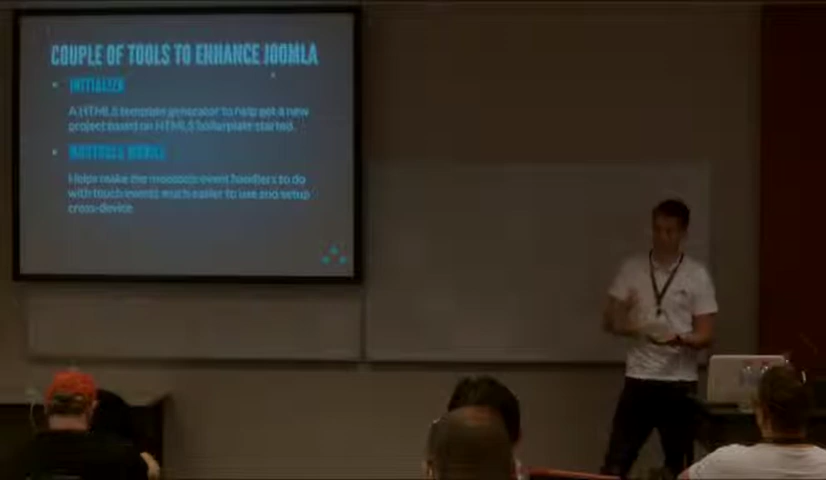 COUPLE OF TOOLS TO ENHANCE JOOMLA
INITIALIZR
A HTML5 template generator to help get a new
project based on HTML5 boilerplate started.
MOOTOOLS MOBILE
Helps make the mootools event handlers to do
with touch events much easier to use and setup
cross-device